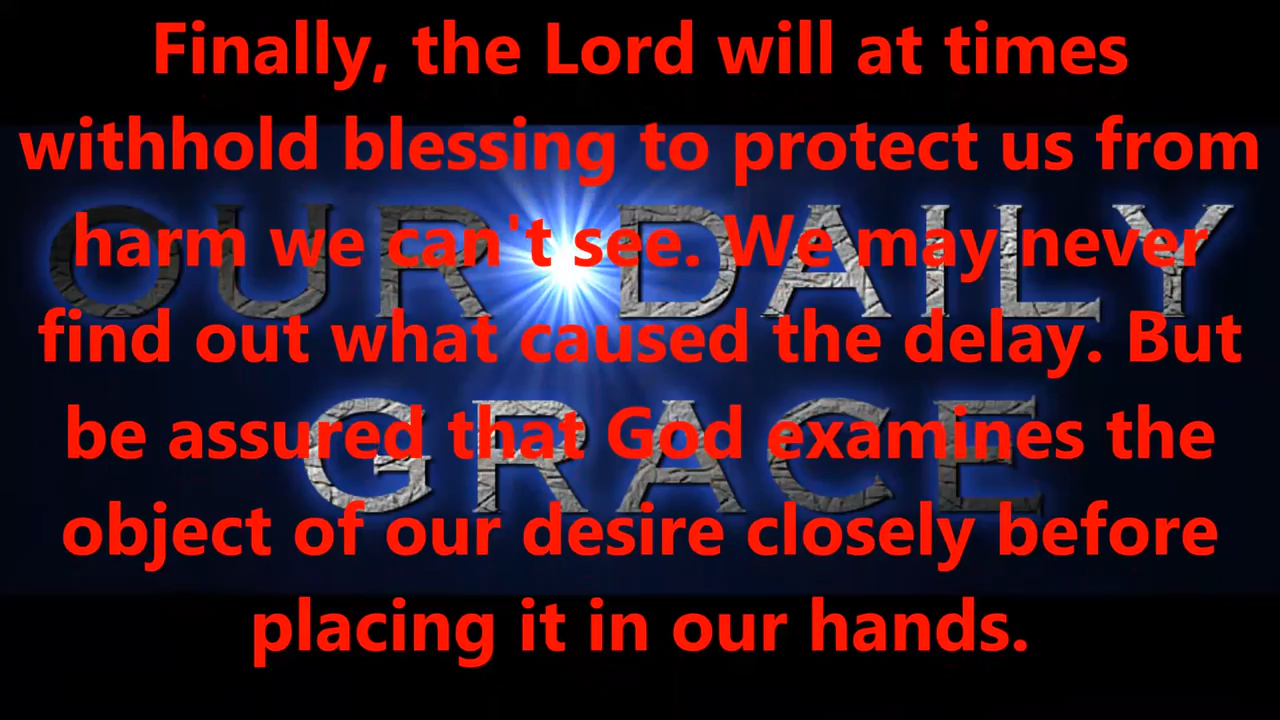 Finally, the Lord will at times
withhold blessing to protect us from
harm we can't see. We may never
find out what caused the delay. But
be assured that God examines the
object of our desire closely before
placing it in our hands.
OUR DAILY
GRACE